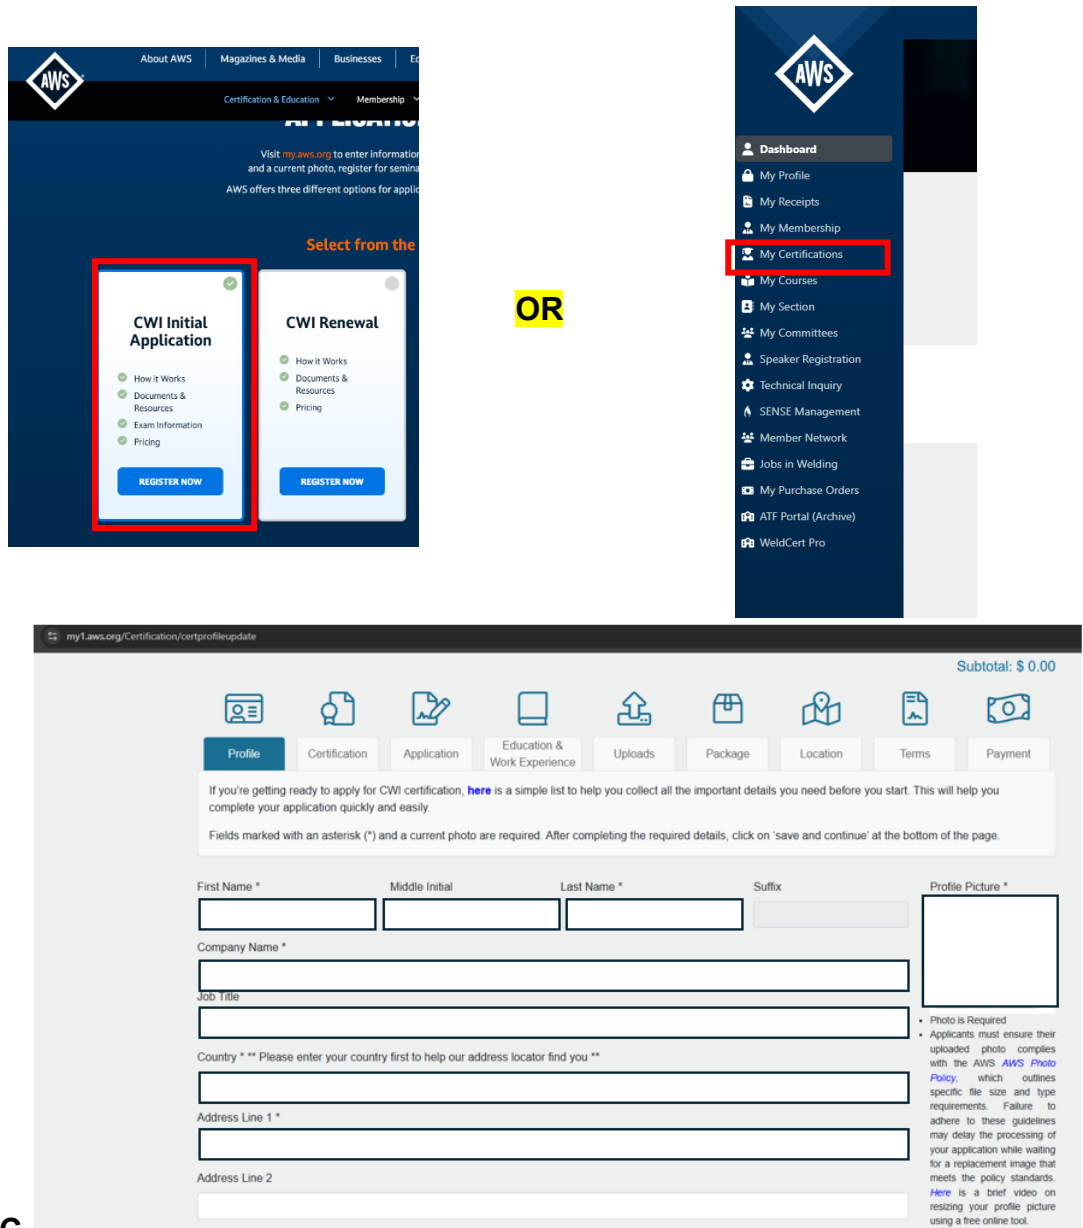 AWS
About AWS
Magazines & Media
Businesses
Certification & Education
Membership
Visit my.aws.org to enter information
and a current photo, register for semina
AWS offers three different options for applic
Select from the
CWI Initial
Application
How it Works
Documents &
Resources
Exam Information
Pricing
REGISTER NOW
CWI Renewal
How it Works
Documents &
Resources
Pricing
REGISTER NOW
OR
AWS
Dashboard
My Profile
My Receipts
My Membership
My Certifications
My Courses
My Section
My Committees
Speaker Registration
Technical Inquiry
SENSE Management
Member Network
Jobs in Welding
My Purchase Orders
ATF Portal (Archive)
WeldCert Pro
my1.aws.org/Certification/certprofileupdate
Subtotal: $ 0.00
Profile
Certification
Application
Education &
Work Experience
Uploads
Package
Location
Terms
Payment
If you're getting ready to apply for CWI certification, here is a simple list to help you collect all the important details you need before you start. This will help you
complete your application quickly and easily.
Fields marked with an asterisk (*) and a current photo are required. After completing the required details, click on 'save and continue' at the bottom of the page.
First Name *
Middle Initial
Last Name *
Suffix
Profile Picture *
Company Name *
Job Title
Country * ** Please enter your country first to help our address locator find you **
Address Line 1 *
Address Line 2
Photo is Required
Applicants must ensure their
uploaded photo complies
with the AWS AWS Photo
Policy, which outlines
specific file size and type
requirements. Failure to
adhere to these guidelines
may delay the processing of
your application while waiting
for a replacement image that
meets the policy standards.
Here is a brief video on
resizing your profile picture
using a free online tool.